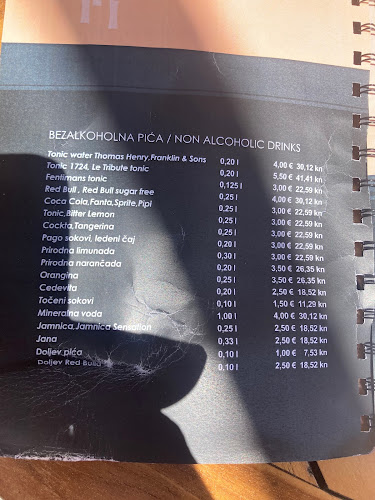 BEZALKOHOLNA PIĆA / NON ALCOHOLIC DRINKS
Tonic water Thomas Henry,Franklin & Sons 0,20 l 4,00 € 30,12 kn
Tonic 1724, Le Tribute tonic 0,20 l 5,50 € 41,41 kn
Fentimans tonic 0,125 l 3,00 € 22,59 kn
Red Bull , Red Bull sugar free 0,25 l 4,00 € 30,12 kn
Coca Cola,Fanta,Sprite,Pipi 0,25 l 3,00 € 22,59 kn
Tonic,Bitter Lemon 0,25 l 3,00 € 22,59 kn
Cockta,Tangerina 0,25 l 3,00 € 22,59 kn
Pago sokovi, ledeni čaj 0,20 l 3,00 € 22,59 kn
Prirodna limunada 0,30 l 3,00 € 22,59 kn
Prirodna narančada 0,20 l 3,50 € 26,35 kn
Orangina 0,25 l 3,50 € 26,35 kn
Cedevita 0,20 l 2,50 € 18,52 kn
Točeni sokovi 0,10 l 1,50 € 11,29 kn
Mineralna voda 1,00 l 4,00 € 30,12 kn
Jamnica,Jamnica Sensation 0,25 l 2,50 € 18,52 kn
Jana 0,33 l 2,50 € 18,52 kn
Doljev pića 0,10 l 1,00 € 7,53 kn
Doljev Red Bulla 0,10 l 2,50 € 18,52 kn